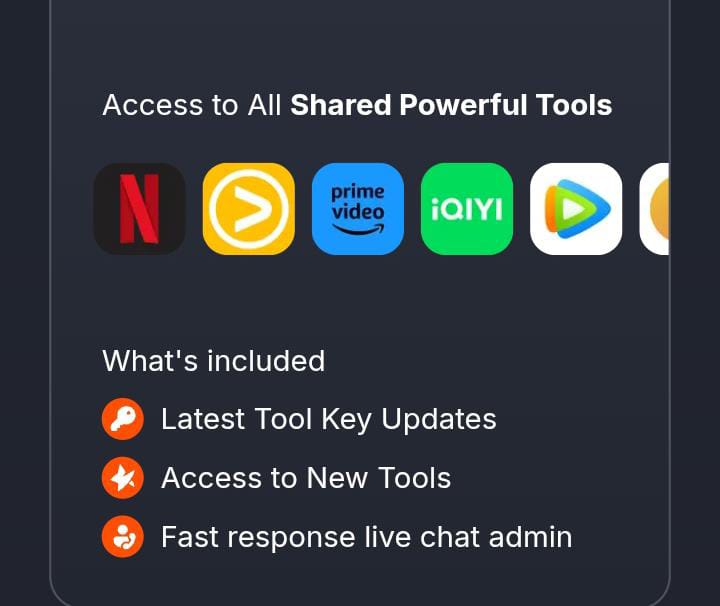 Access to All Shared Powerful Tools
N
prime
video
iQIYI
What's included
Latest Tool Key Updates
Access to New Tools
Fast response live chat admin